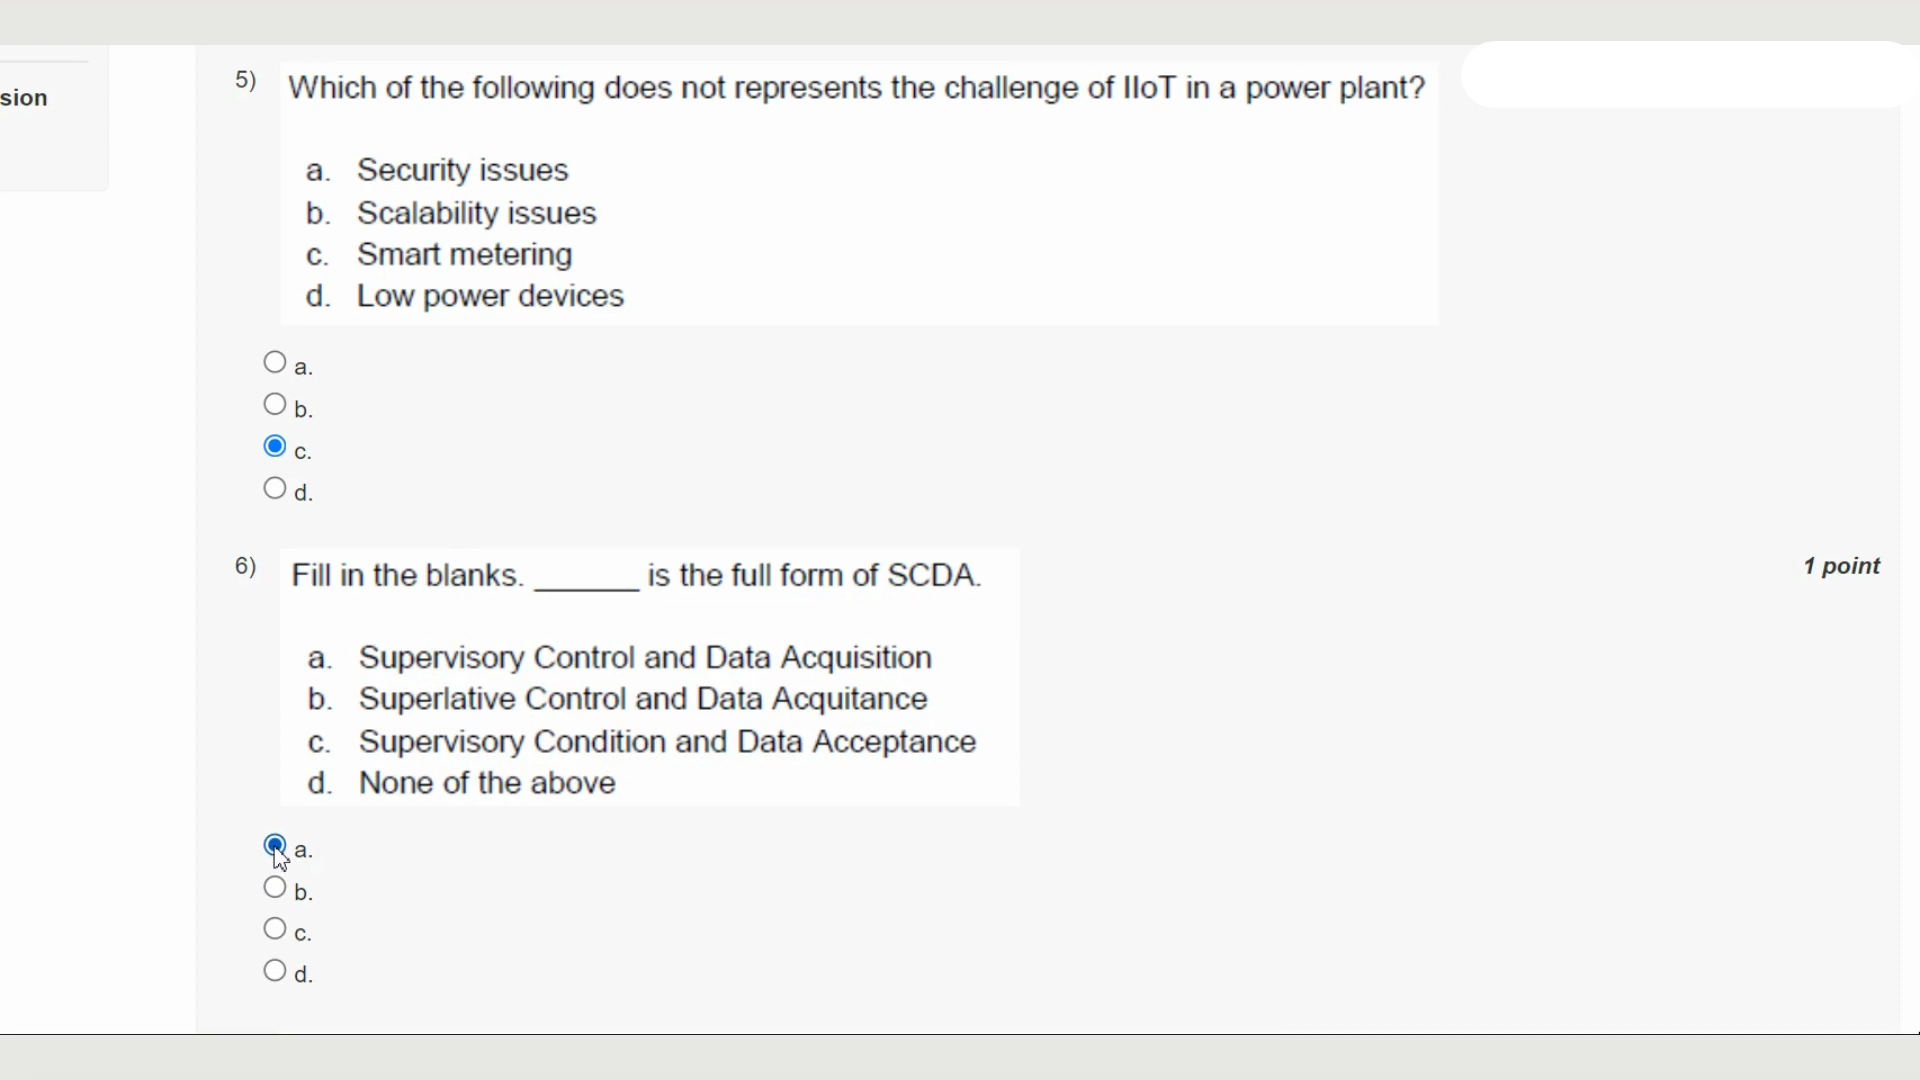 sion
5) Which of the following does not represents the challenge of IIoT in a power plant?
a. Security issues
b. Scalability issues
c. Smart metering
d. Low power devices
a.
b.
c.
d.
6) Fill in the blanks. ______ is the full form of SCDA.
1 point
a. Supervisory Control and Data Acquisition
b. Superlative Control and Data Acquitance
c. Supervisory Condition and Data Acceptance
d. None of the above
a.
b.
c.
d.